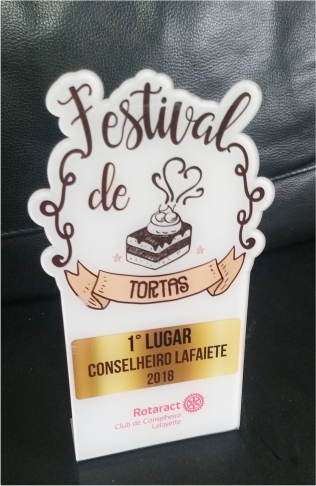 Festival
de
TORTAS
1° LUGAR
CONSELHEIRO LAFAIETE
2018
Rotaract
Club de Conselheiro
Lafayette